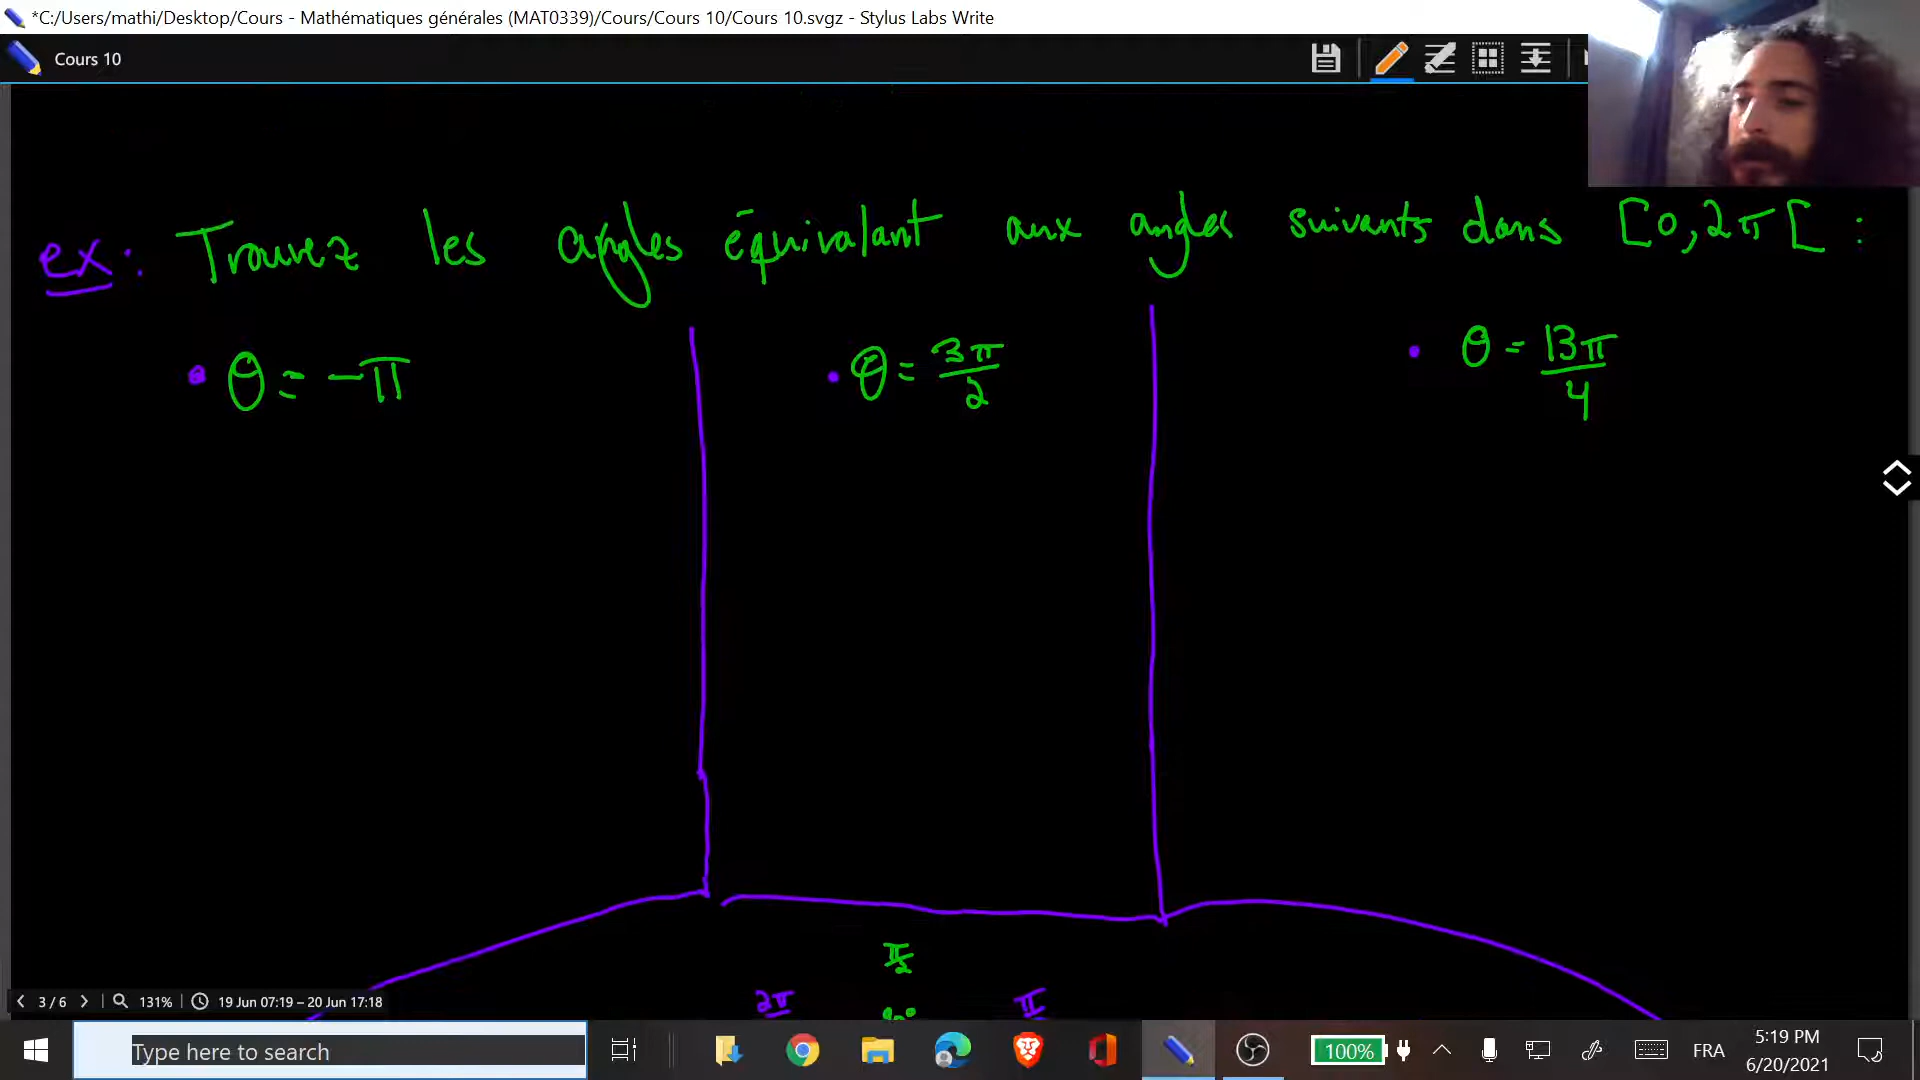 *C:/Users/mathi/Desktop/Cours - Mathématiques générales (MAT0339)/Cours/Cours 10/Cours 10.svgz - Stylus Labs Write
Cours 10
ex: Trouvez les angles équivalant aux angles suivants dans [0, 2π[ :
• θ = -π
• θ = 3π/2
• θ = 13π/4
π/2
2π
π
90°
3 / 6
131%
19 Jun 07:19 – 20 Jun 17:18
Type here to search
100%
FRA
5:19 PM
6/20/2021